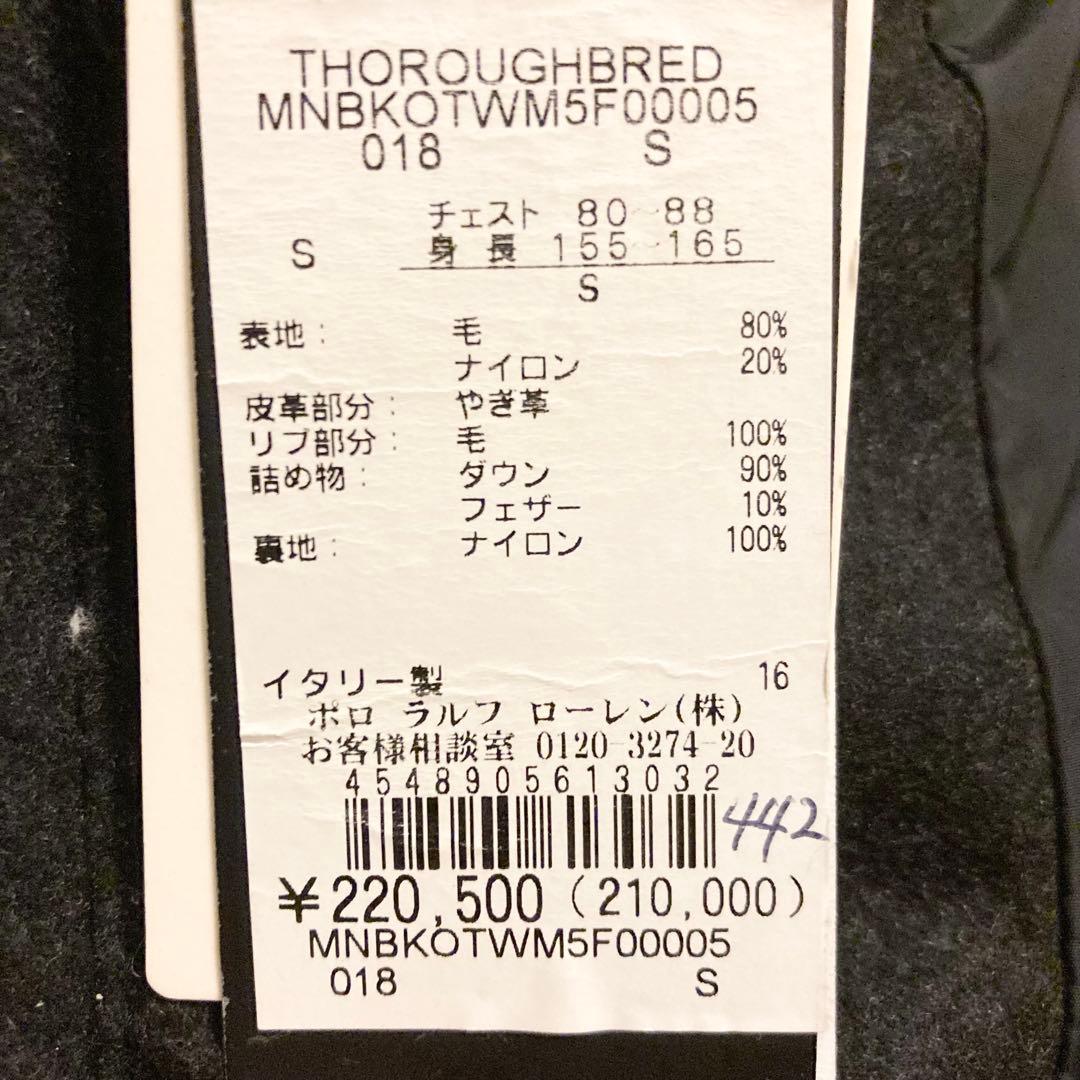 THOROUGHBRED
MNBKOTWM5F00005
018 S
チェスト 80-88
S 身長 155-165
S
表地: 毛 80%
ナイロン 20%
皮革部分: やぎ革
リブ部分: 毛 100%
詰め物: ダウン 90%
フェザー 10%
裏地: ナイロン 100%
イタリー製 16
ポロ ラルフ ローレン(株)
お客様相談室 0120-3274-20
4548905613032
442
¥220,500 (210,000)
MNBKOTWM5F00005
018 S